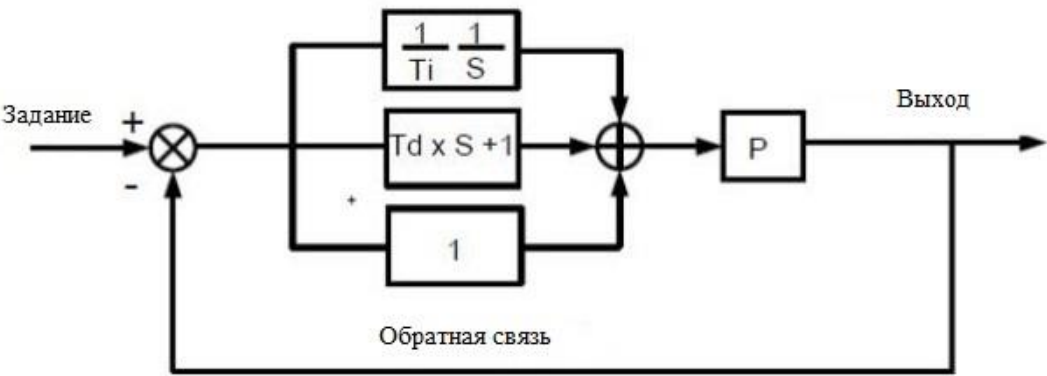 1 1
Ti S
Задание
+
Выход
Td x S +1
P
-
+
1
Обратная связь